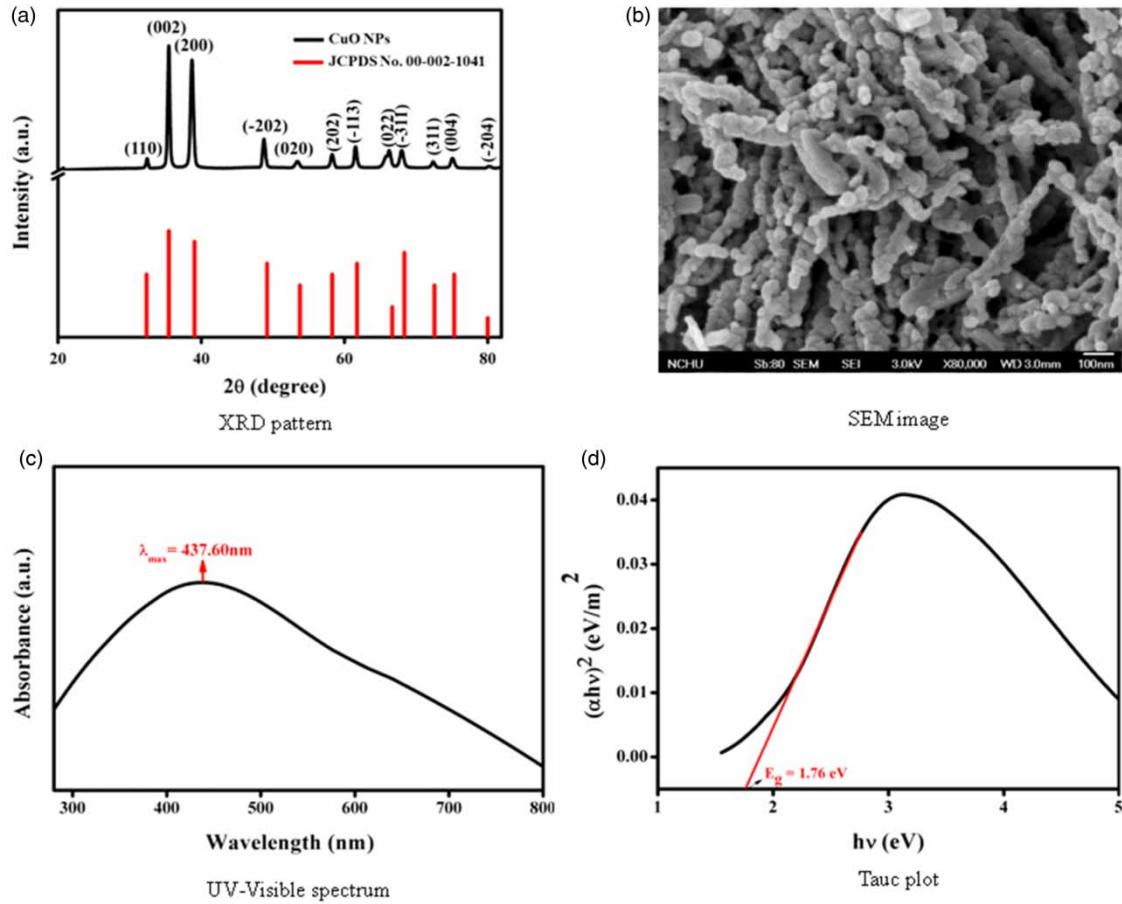 (a)
(002)
(200)
CuO NPs
JCPDS No. 00-002-1041
(110)
(-202)
(020)
(202)
(-113)
(022)
(-311)
(311)
(004)
(-204)
Intensity (a.u.)
20 40 60 80
2θ (degree)
XRD pattern
(b)
NCHU Sb:80 SEM SEI 3.0kV X80,000 WD 3.0mm 100nm
SEM image
(c)
λmax = 437.60nm
Absorbance (a.u.)
300 400 500 600 700 800
Wavelength (nm)
UV-Visible spectrum
(d)
0.04
0.03
0.02
0.01
0.00
(αhν)² (eV/m)²
Eg = 1.76 eV
1 2 3 4 5
hν (eV)
Tauc plot